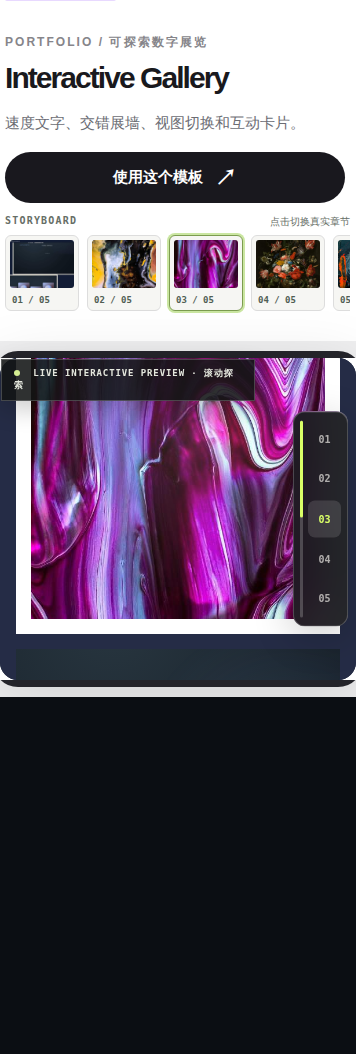 PORTFOLIO / 可探索数字展览
Interactive Gallery
速度文字、交错展墙、视图切换和互动卡片。
使用这个模板 ↗
STORYBOARD
点击切换真实章节
01 / 05
02 / 05
03 / 05
04 / 05
05
LIVE INTERACTIVE PREVIEW · 滚动探
索
01
02
03
04
05